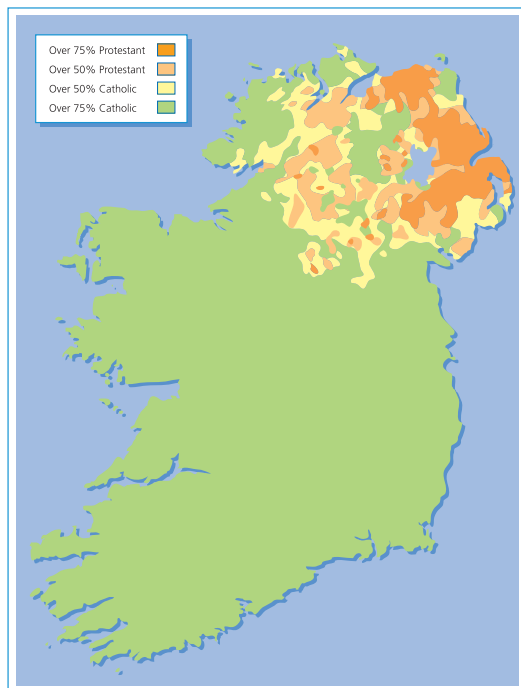 Over 75% Protestant
Over 50% Protestant
Over 50% Catholic
Over 75% Catholic